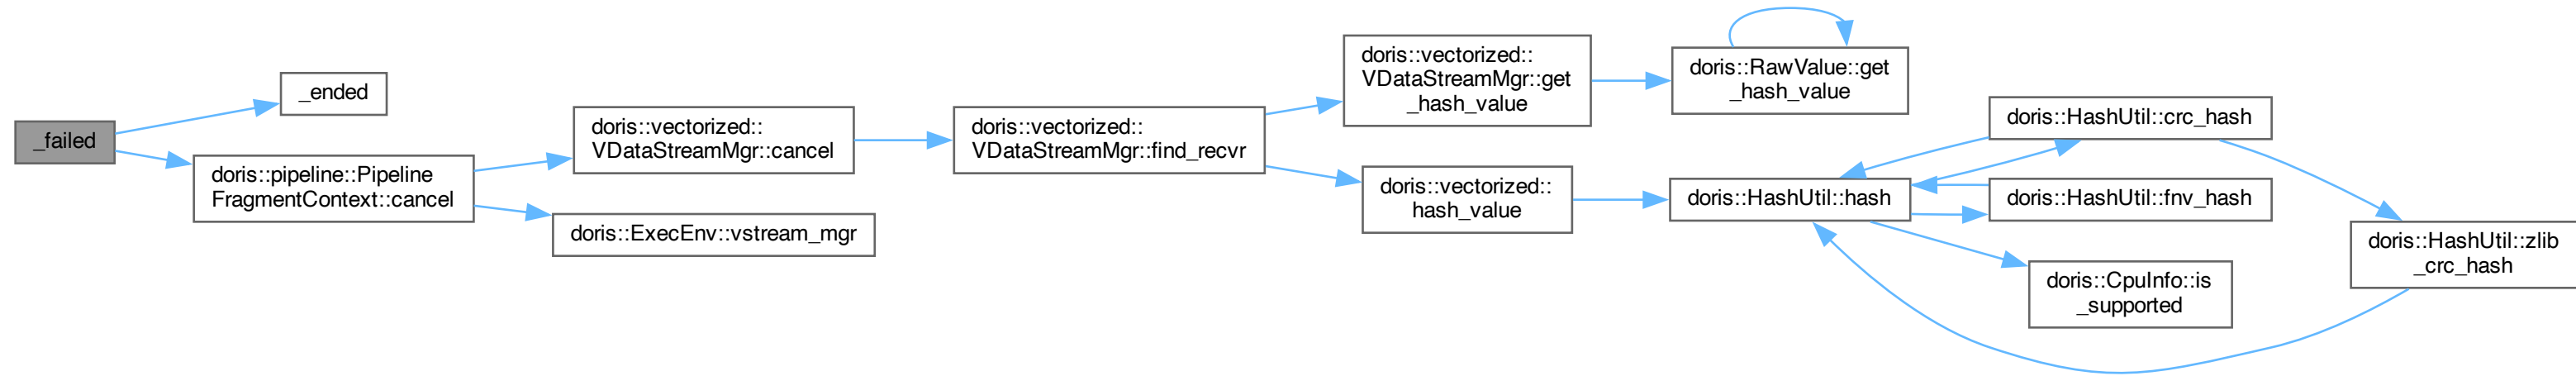 _failed
_ended
doris::pipeline::Pipeline
FragmentContext::cancel
doris::vectorized::
VDataStreamMgr::cancel
doris::ExecEnv::vstream_mgr
doris::vectorized::
VDataStreamMgr::find_recvr
doris::vectorized::
VDataStreamMgr::get
_hash_value
doris::vectorized::
hash_value
doris::RawValue::get
_hash_value
doris::HashUtil::hash
doris::HashUtil::crc_hash
doris::HashUtil::fnv_hash
doris::CpuInfo::is
_supported
doris::HashUtil::zlib
_crc_hash